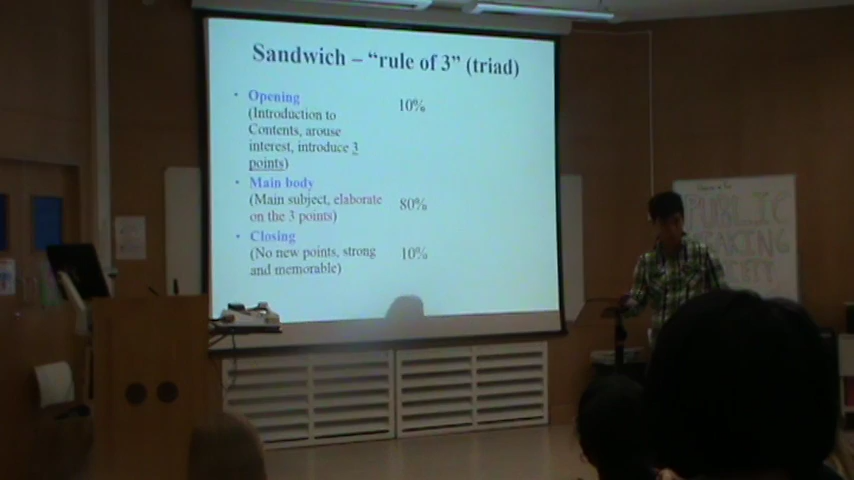 Sandwich – “rule of 3” (triad)
• Opening 10%
(Introduction to
Contents, arouse
interest, introduce 3
points)
• Main body
(Main subject, elaborate 80%
on the 3 points)
• Closing
(No new points, strong 10%
and memorable)
PUBLIC